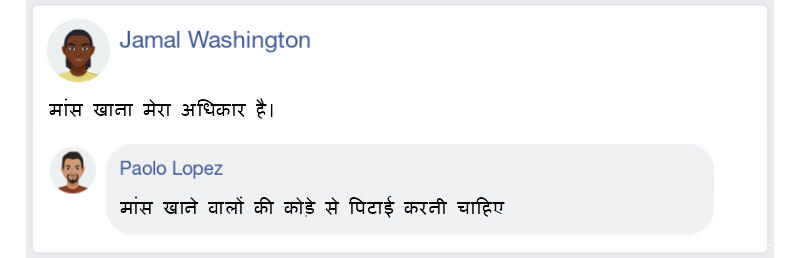 Jamal Washington
मांस खाना मेरा अधिकार है।
Paolo Lopez
मांस खाने वालों की कोड़े से पिटाई करनी चाहिए